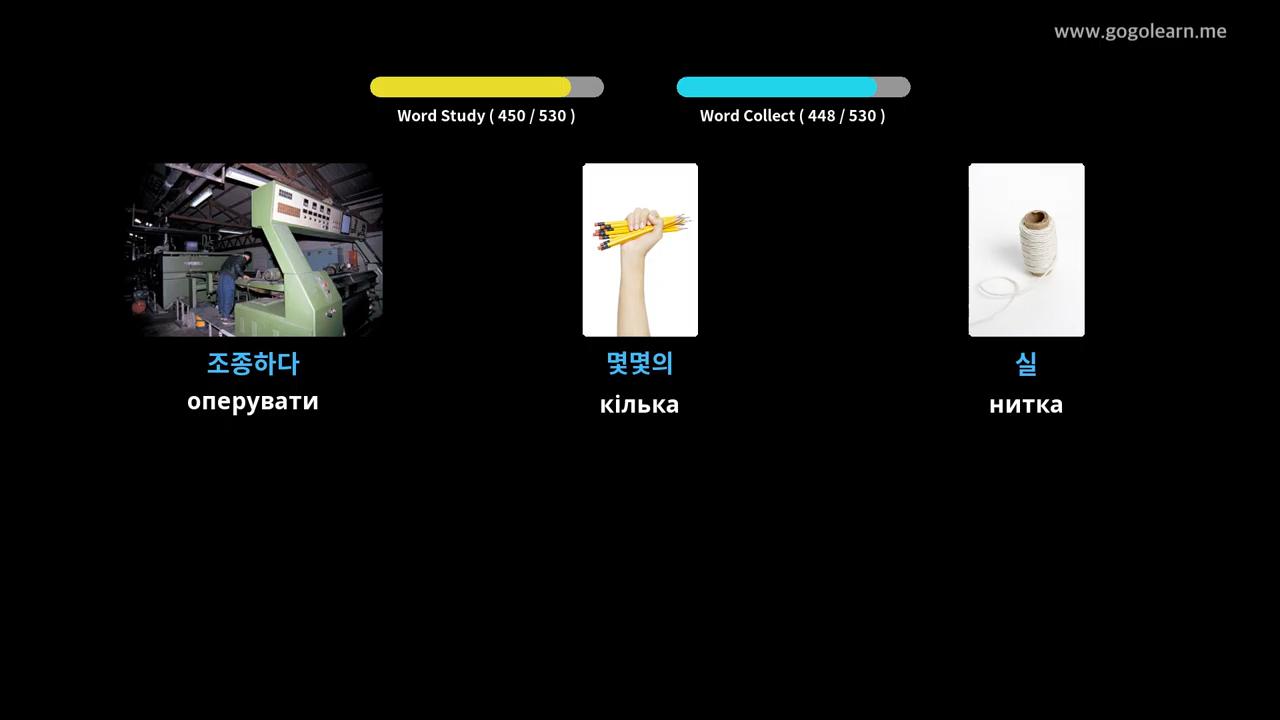 www.gogolearn.me
Word Study ( 450 / 530 )
Word Collect ( 448 / 530 )
조종하다
оперувати
몇몇의
кілька
실
нитка